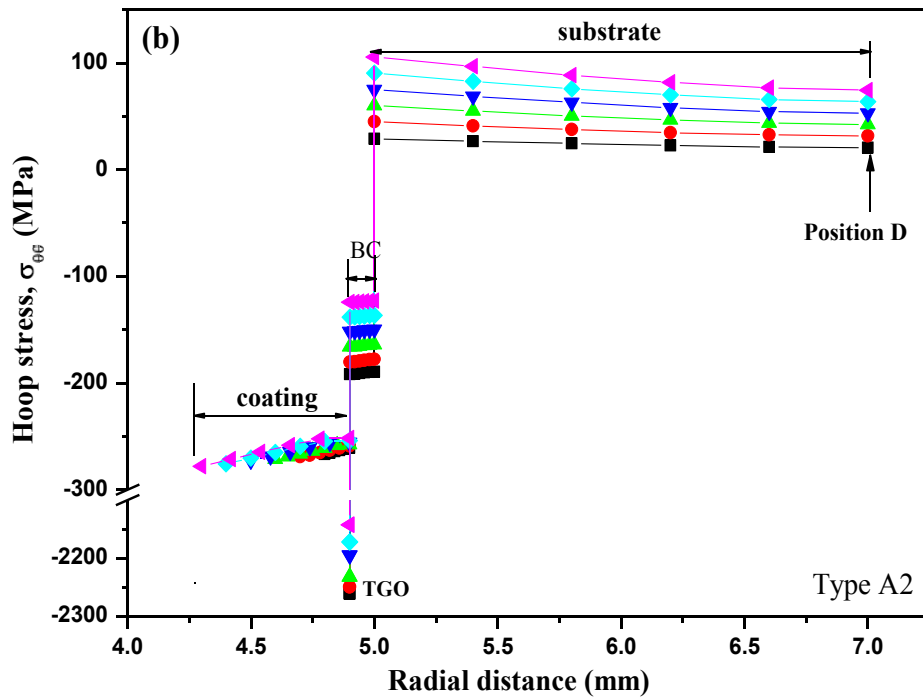 (b)
substrate
100
0
Position D
BC
-100
-200
coating
-300
-2200
TGO
-2300
Type A2
4.0 4.5 5.0 5.5 6.0 6.5 7.0
Radial distance (mm)
Hoop stress, σθθ (MPa)